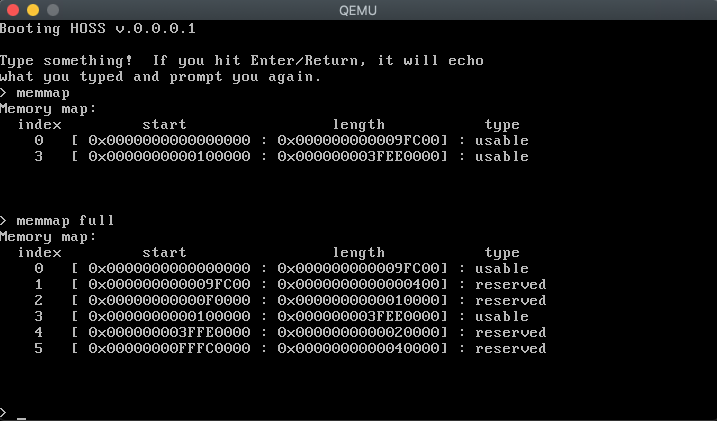 QEMU
Booting HOSS v.0.0.0.1
Type something!  If you hit Enter/Return, it will echo
what you typed and prompt you again.
> memmap
Memory map:
  index          start                  length             type
    0   [ 0x0000000000000000 : 0x000000000009FC00] : usable
    3   [ 0x0000000000100000 : 0x000000003FEE0000] : usable
> memmap full
Memory map:
  index          start                  length             type
    0   [ 0x0000000000000000 : 0x000000000009FC00] : usable
    1   [ 0x000000000009FC00 : 0x0000000000000400] : reserved
    2   [ 0x00000000000F0000 : 0x0000000000010000] : reserved
    3   [ 0x0000000000100000 : 0x000000003FEE0000] : usable
    4   [ 0x000000003FFE0000 : 0x0000000000020000] : reserved
    5   [ 0x00000000FFFC0000 : 0x0000000000040000] : reserved
> _